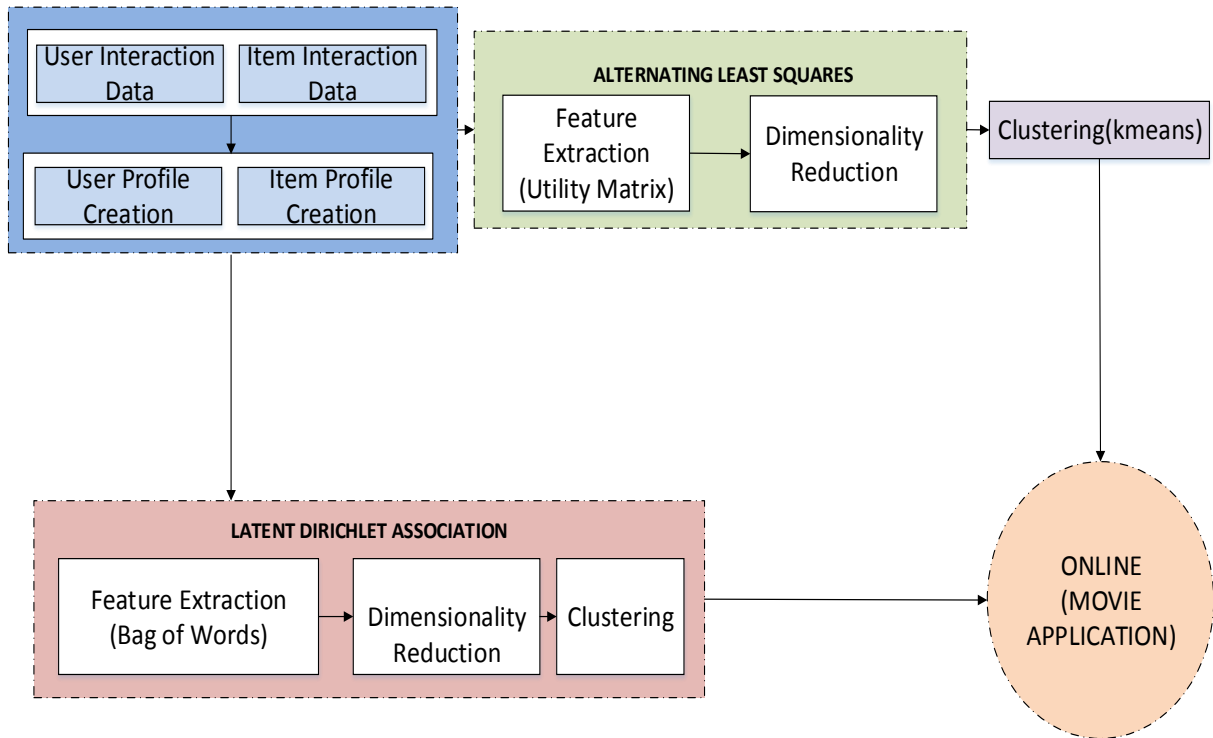 User Interaction
Data
Item Interaction
Data
User Profile
Creation
Item Profile
Creation
ALTERNATING LEAST SQUARES
Feature
Extraction
(Utility Matrix)
Dimensionality
Reduction
Clustering(kmeans)
LATENT DIRICHLET ASSOCIATION
Feature Extraction
(Bag of Words)
Dimensionality
Reduction
Clustering
ONLINE
(MOVIE
APPLICATION)